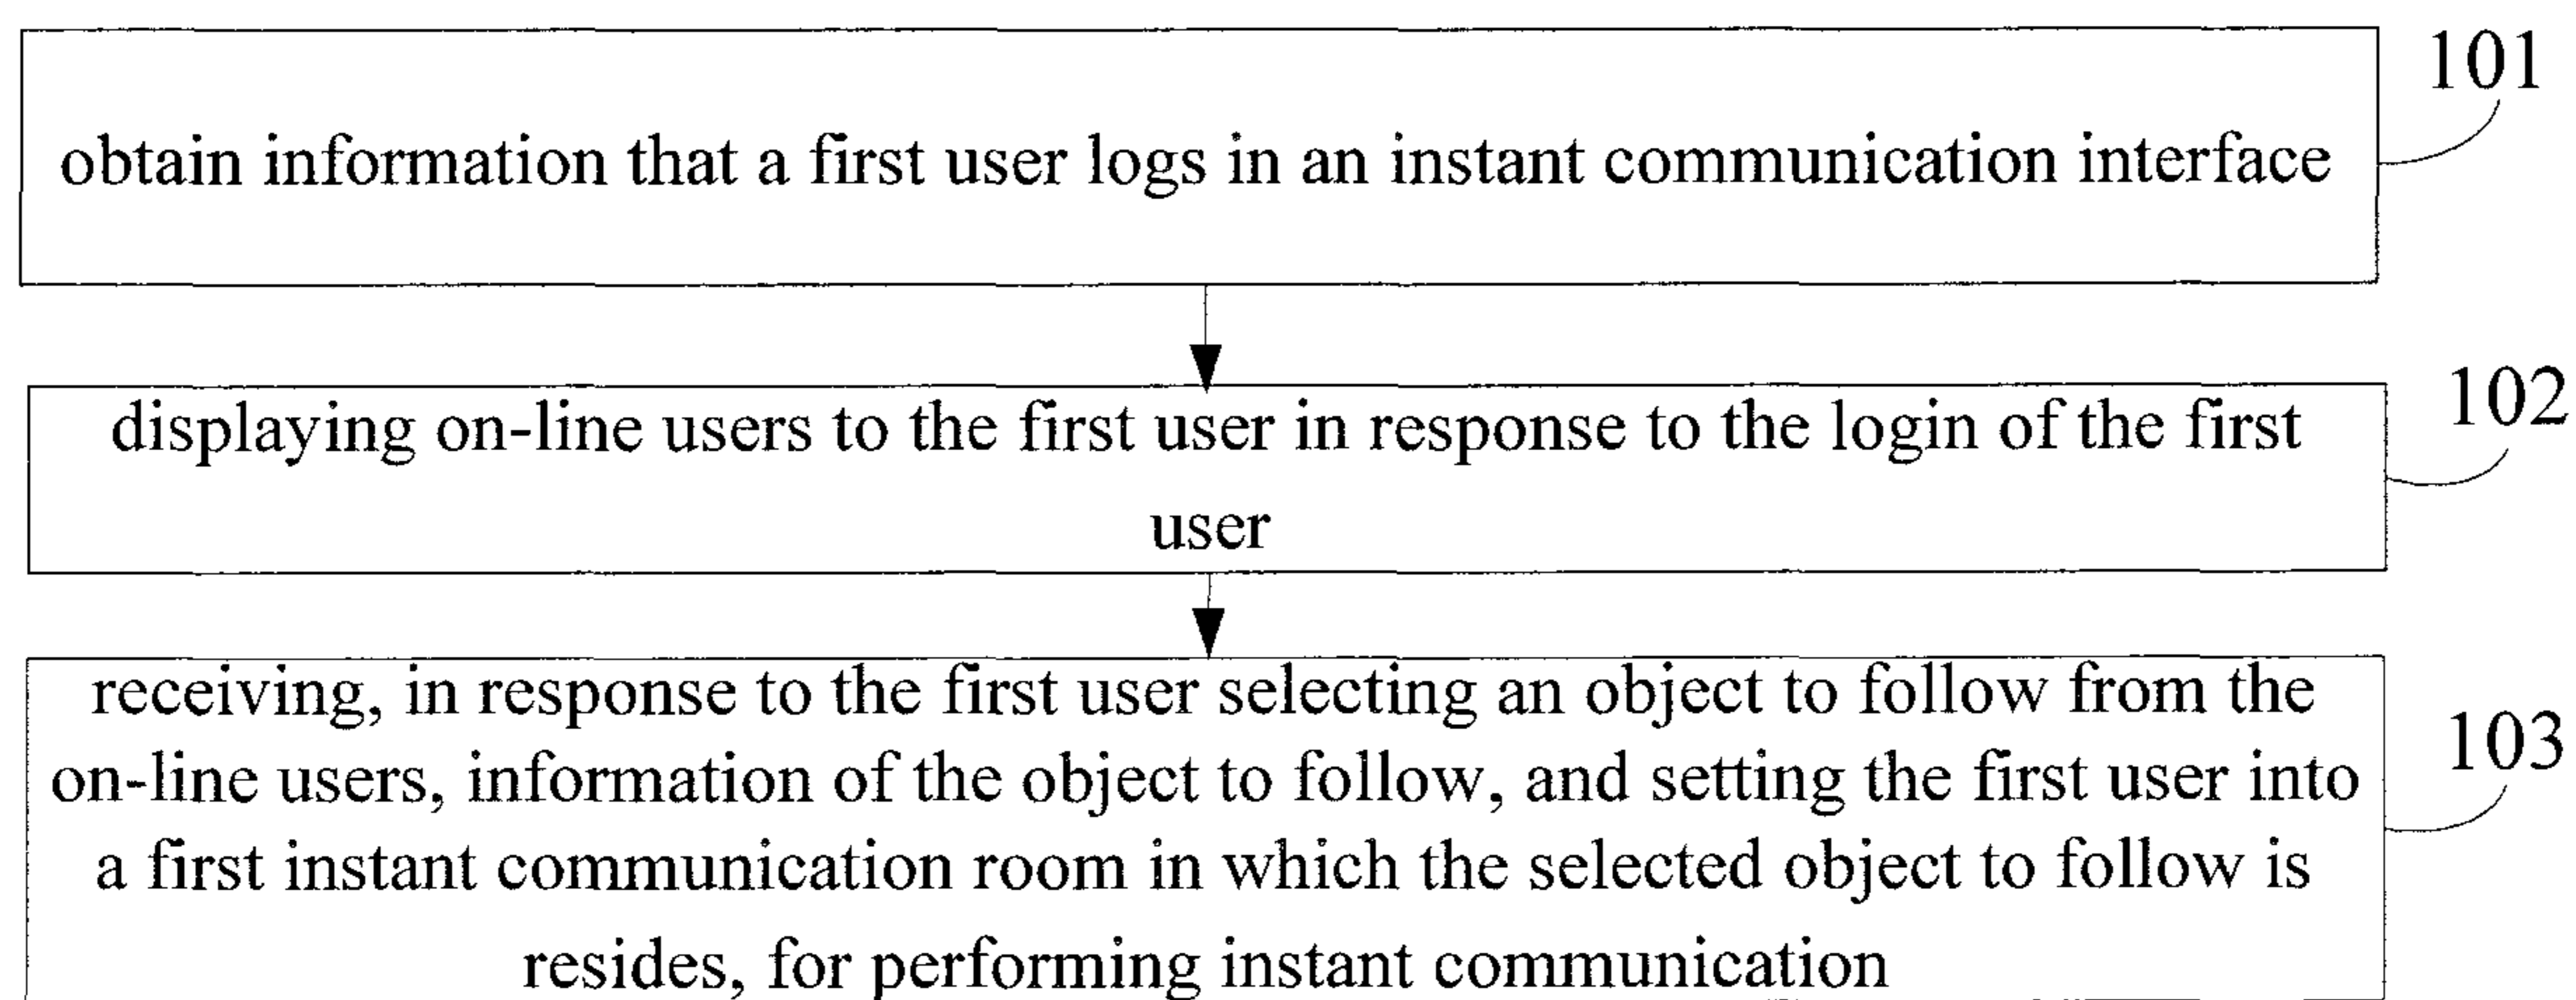 101
obtain information that a first user logs in an instant communication interface
102
displaying on-line users to the first user in response to the login of the first
user
receiving, in response to the first user selecting an object to follow from the
103
on-line users, information of the object to follow, and setting the first user into
a first instant communication room in which the selected object to follow is
resides, for performing instant communication